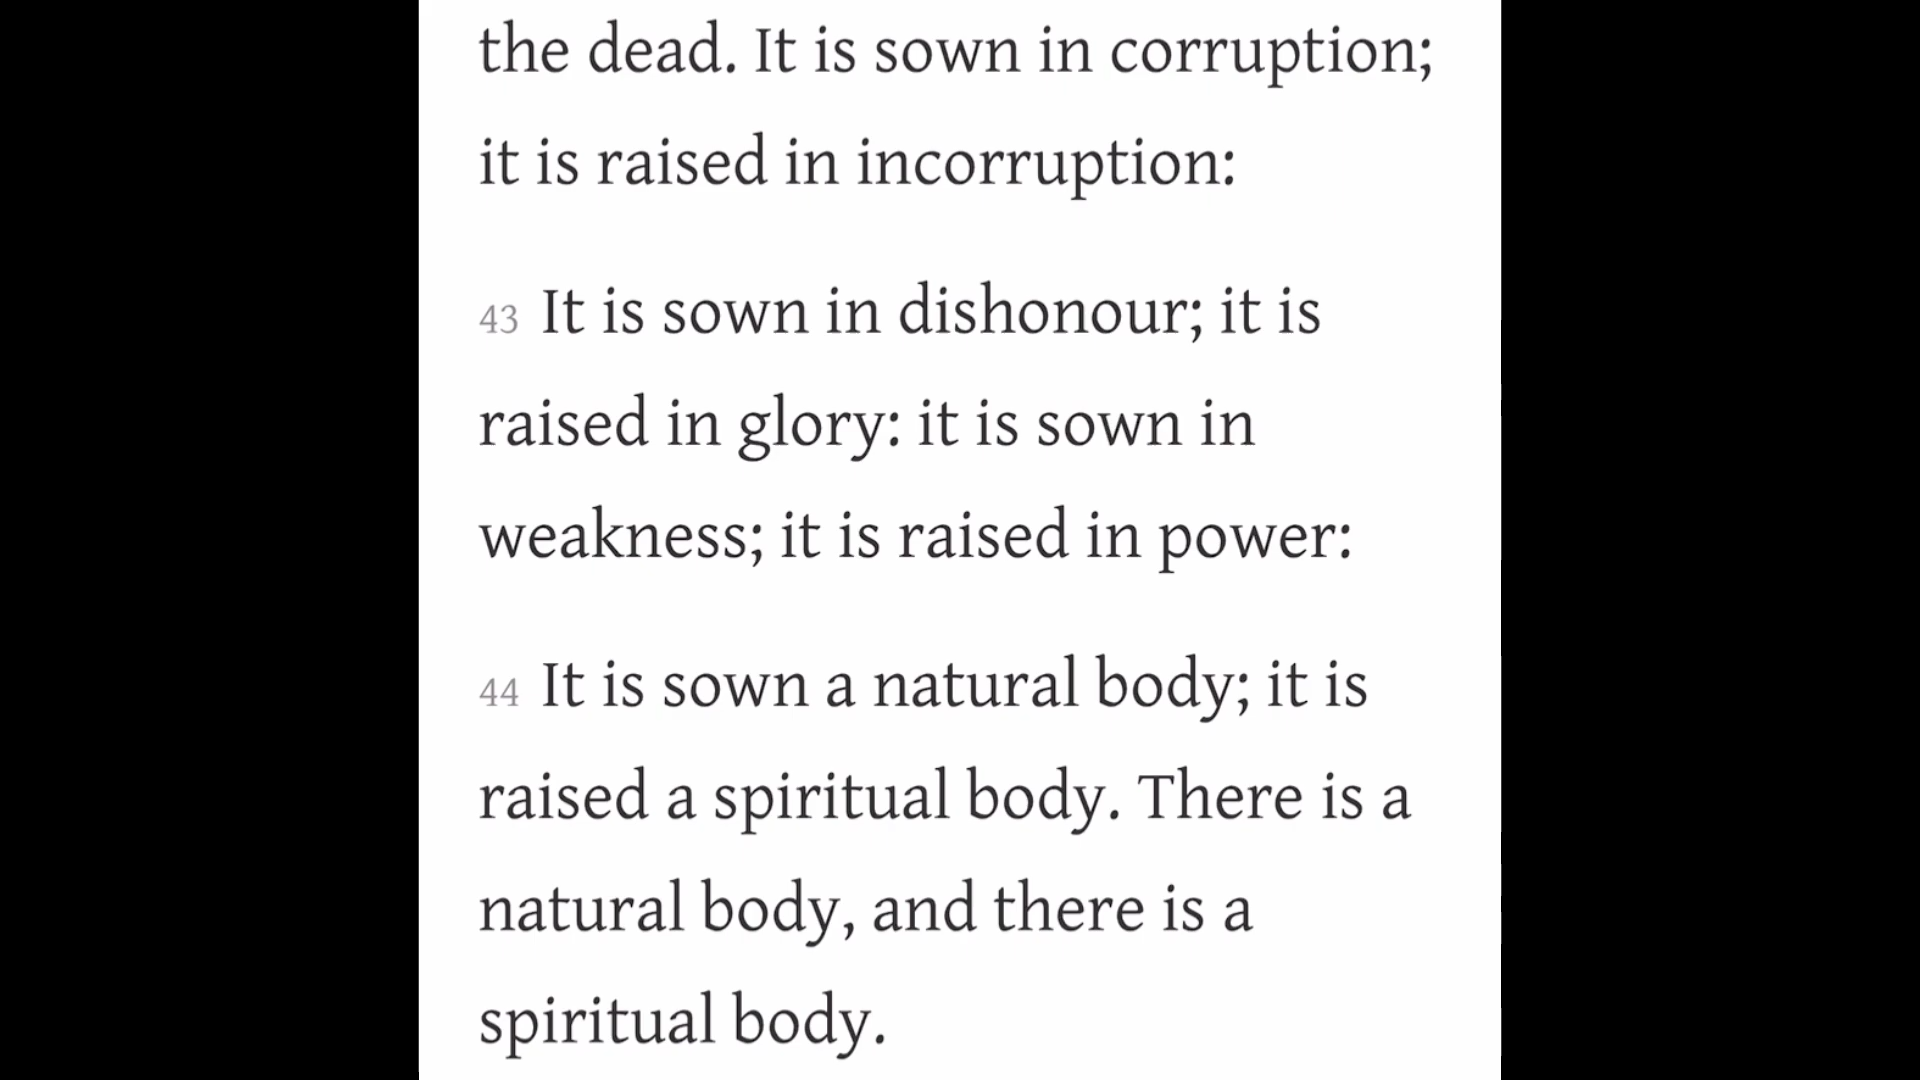 the dead. It is sown in corruption;
it is raised in incorruption:
43 It is sown in dishonour; it is
raised in glory: it is sown in
weakness; it is raised in power:
44 It is sown a natural body; it is
raised a spiritual body. There is a
natural body, and there is a
spiritual body.